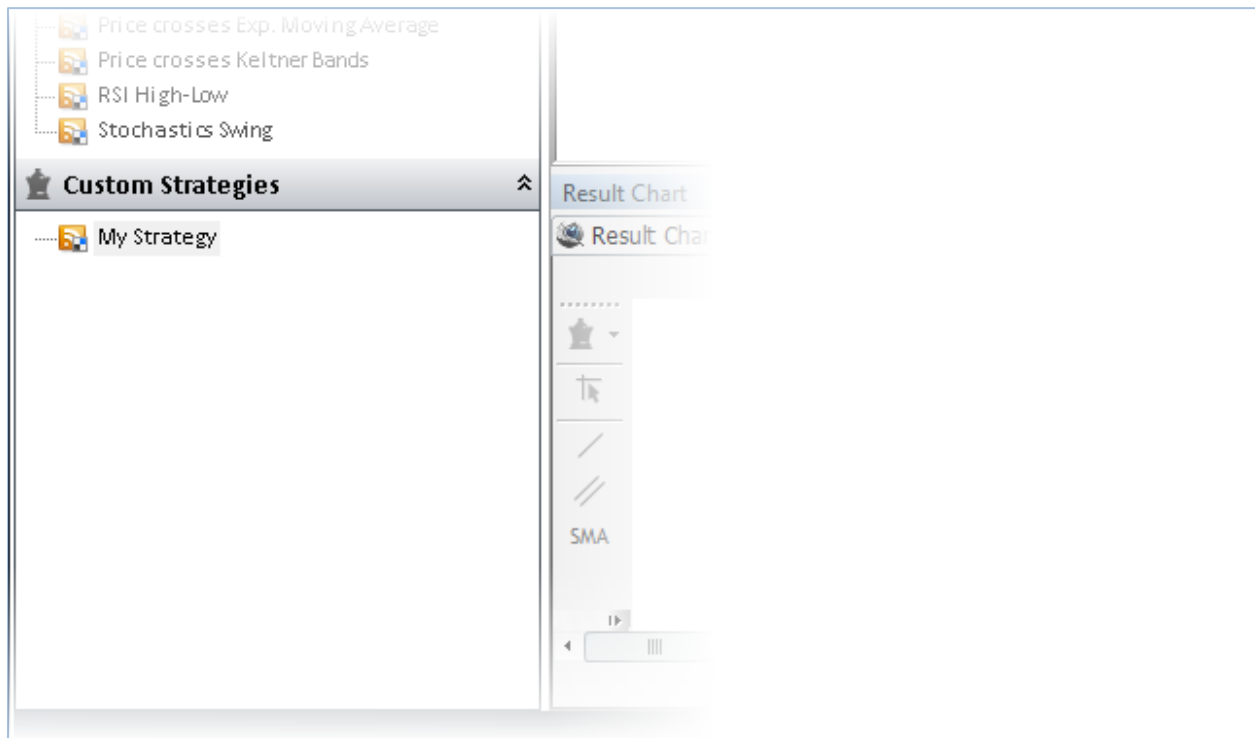 Price crosses Exp. Moving Average
Price crosses Keltner Bands
RSI High-Low
Stochastics Swing
Custom Strategies
My Strategy
Result Chart
Result Char
SMA